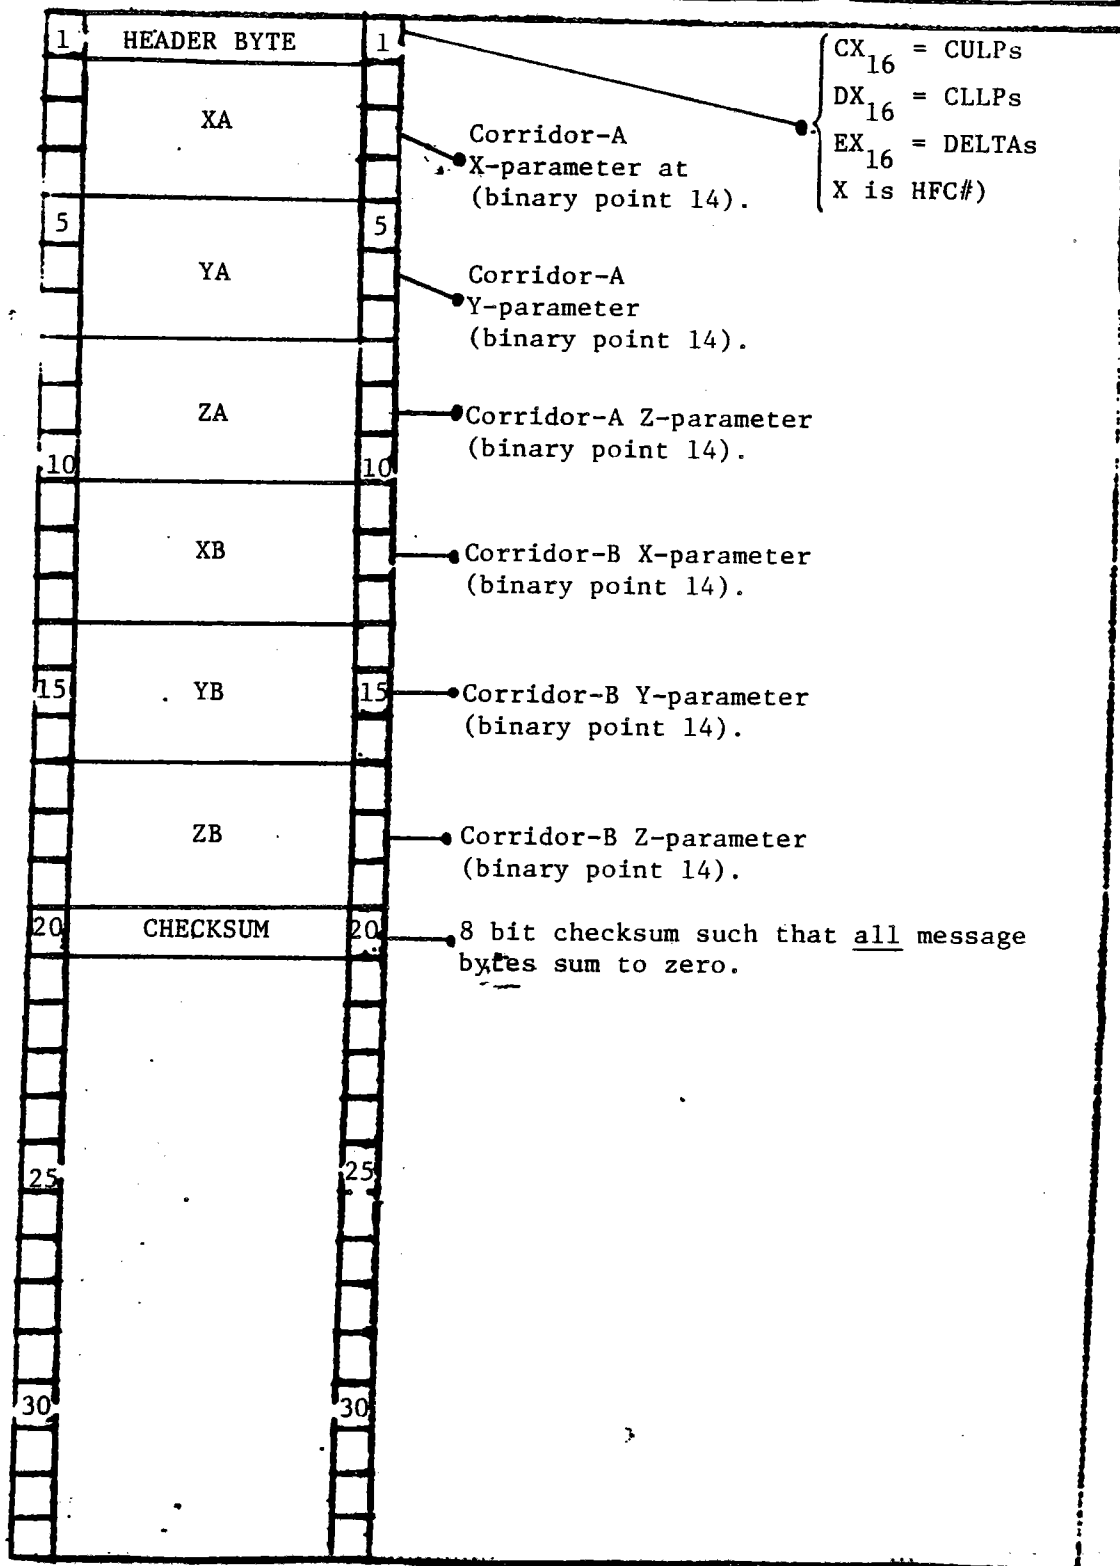 1 HEADER BYTE 1
CX16 = CULPs
DX16 = CLLPs
EX16 = DELTAs
X is HFC#)
XA
Corridor-A
X-parameter at
(binary point 14).
5 5
YA
Corridor-A
Y-parameter
(binary point 14).
ZA
Corridor-A Z-parameter
(binary point 14).
10 10
XB
Corridor-B X-parameter
(binary point 14).
15 YB 15
Corridor-B Y-parameter
(binary point 14).
ZB
Corridor-B Z-parameter
(binary point 14).
20 CHECKSUM 20
8 bit checksum such that all message
bytes sum to zero.
25 25
30 30